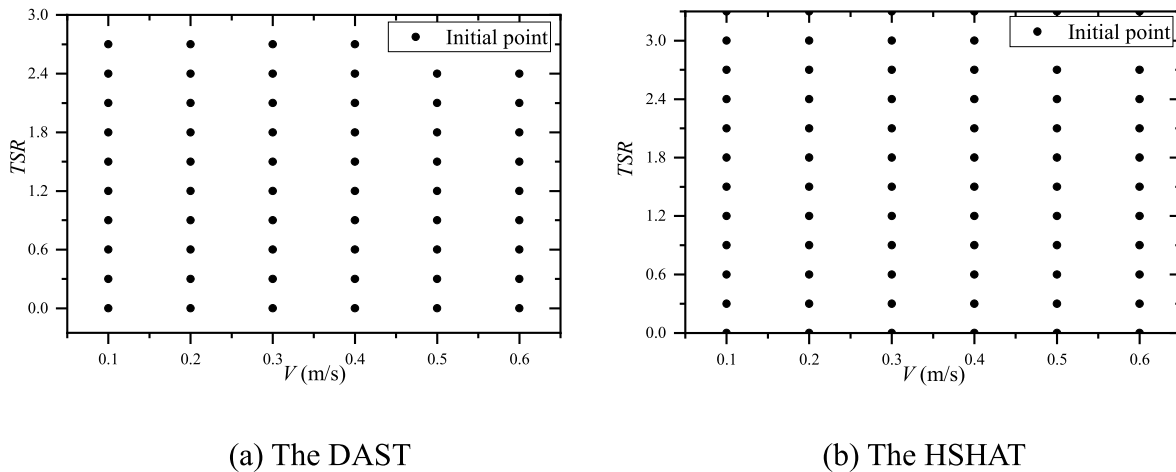 3.0
2.4
1.8
1.2
0.6
0.0
TSR
0.1 0.2 0.3 0.4 0.5 0.6
V (m/s)
Initial point
(a) The DAST
3.0
2.4
1.8
1.2
0.6
0.0
TSR
0.1 0.2 0.3 0.4 0.5 0.6
V (m/s)
Initial point
(b) The HSHAT